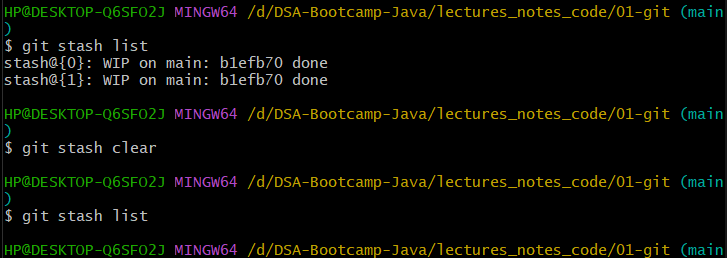 HP@DESKTOP-Q6SFO2J MINGW64 /d/DSA-Bootcamp-Java/lectures_notes_code/01-git (main
)
$ git stash list
stash@{0}: WIP on main: b1efb70 done
stash@{1}: WIP on main: b1efb70 done
HP@DESKTOP-Q6SFO2J MINGW64 /d/DSA-Bootcamp-Java/lectures_notes_code/01-git (main
)
$ git stash clear
HP@DESKTOP-Q6SFO2J MINGW64 /d/DSA-Bootcamp-Java/lectures_notes_code/01-git (main
)
$ git stash list
HP@DESKTOP-Q6SFO2J MINGW64 /d/DSA-Bootcamp-Java/lectures_notes_code/01-git (main